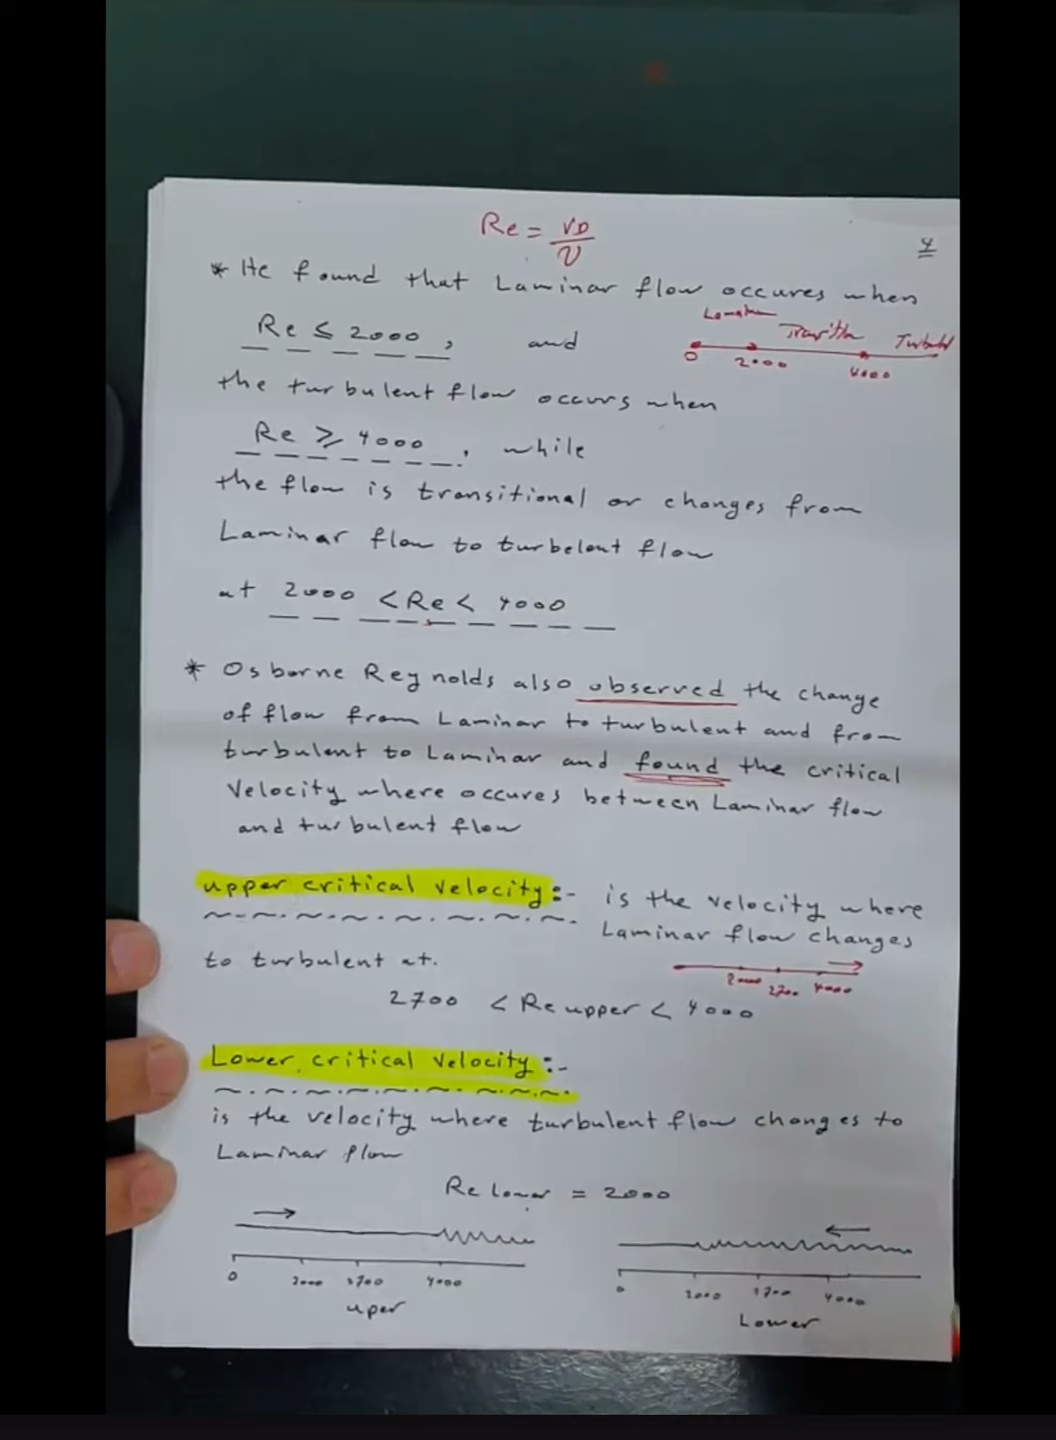 Re = VD/ν
4
* He found that Laminar flow occures when
Re ≤ 2000 , and
Laminar Transition Turbulent
0 2000 4000
the turbulent flow occurs when
Re ≥ 4000 , while
the flow is transitional or changes from
Laminar flow to turbelent flow
at 2000 < Re < 4000
* Osborne Reynolds also observed the change
of flow from Laminar to turbulent and from
turbulent to Laminar and found the critical
Velocity where occures between Laminar flow
and turbulent flow
upper critical velocity:- is the velocity where
Laminar flow changes
to turbulent at.
2000 2700 4000
2700 < Re upper < 4000
Lower critical velocity:-
is the velocity where turbulent flow changes to
Laminar flow
Re lower = 2000
0 2000 2700 4000
uper
0 2000 2700 4000
Lower